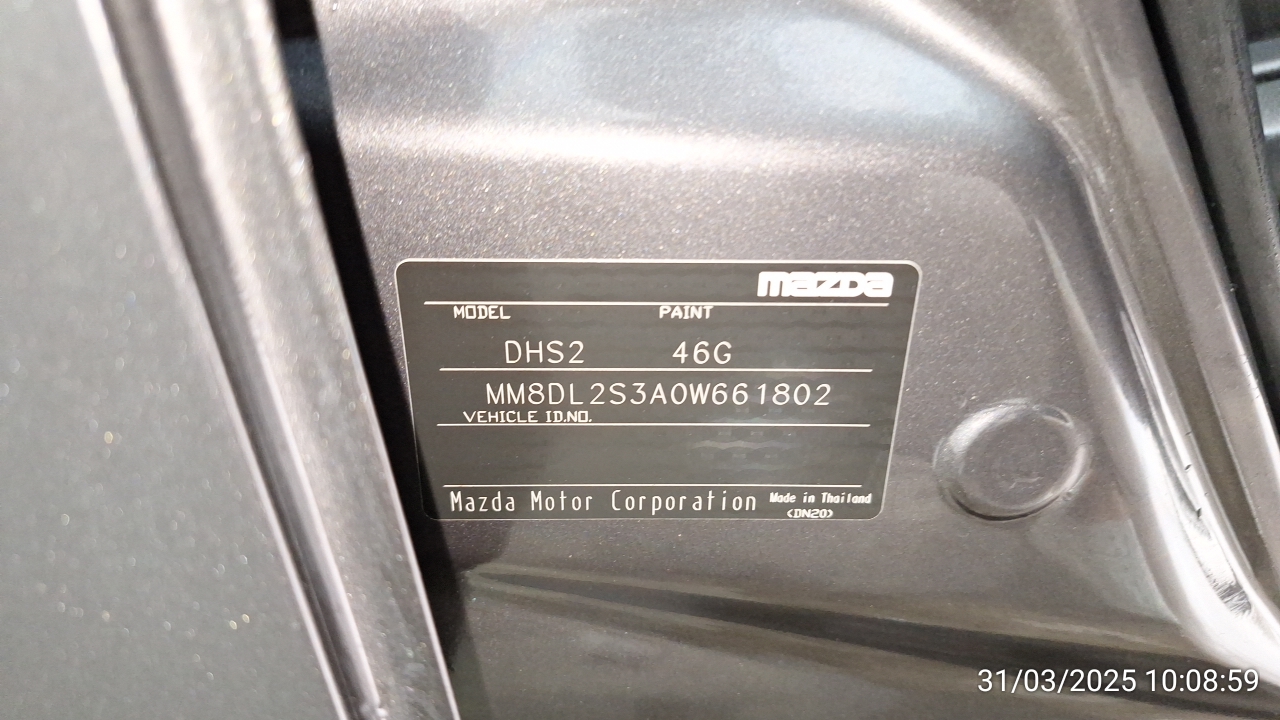 mazda
MODEL PAINT
DHS2 46G
MM8DL2S3A0W661802
VEHICLE ID.NO.
Mazda Motor Corporation Made in Thailand
<DN20>
31/03/2025 10:08:59